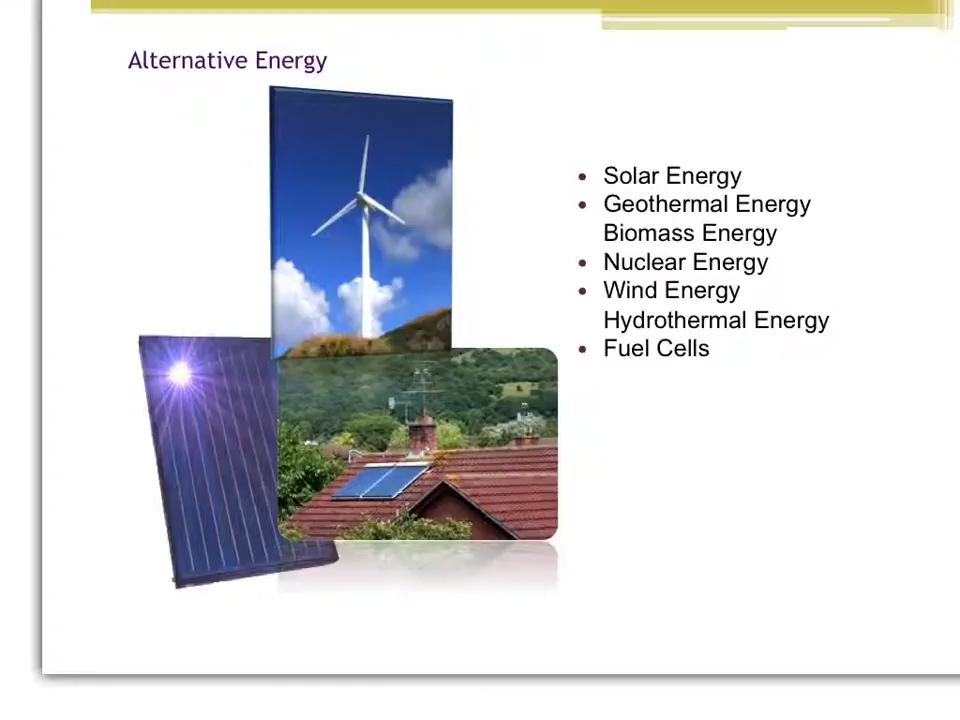 Alternative Energy
• Solar Energy
• Geothermal Energy
Biomass Energy
• Nuclear Energy
• Wind Energy
Hydrothermal Energy
• Fuel Cells